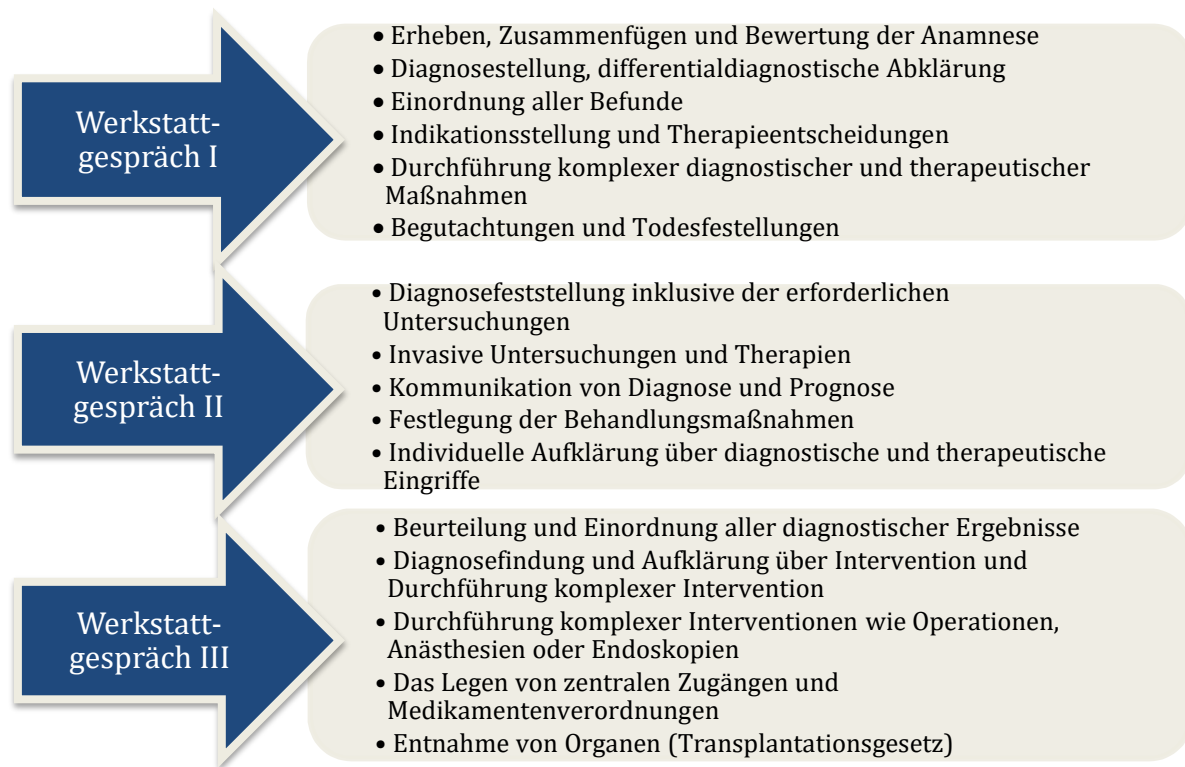 Werkstatt-
gespräch I
• Erheben, Zusammenfügen und Bewertung der Anamnese
• Diagnosestellung, differentialdiagnostische Abklärung
• Einordnung aller Befunde
• Indikationsstellung und Therapieentscheidungen
• Durchführung komplexer diagnostischer und therapeutischer
Maßnahmen
• Begutachtungen und Todesfestellungen
Werkstatt-
gespräch II
• Diagnosefeststellung inklusive der erforderlichen
Untersuchungen
• Invasive Untersuchungen und Therapien
• Kommunikation von Diagnose und Prognose
• Festlegung der Behandlungsmaßnahmen
• Individuelle Aufklärung über diagnostische und therapeutische
Eingriffe
Werkstatt-
gespräch III
• Beurteilung und Einordnung aller diagnostischer Ergebnisse
• Diagnosefindung und Aufklärung über Intervention und
Durchführung komplexer Intervention
• Durchführung komplexer Interventionen wie Operationen,
Anästhesien oder Endoskopien
• Das Legen von zentralen Zugängen und
Medikamentenverordnungen
• Entnahme von Organen (Transplantationsgesetz)